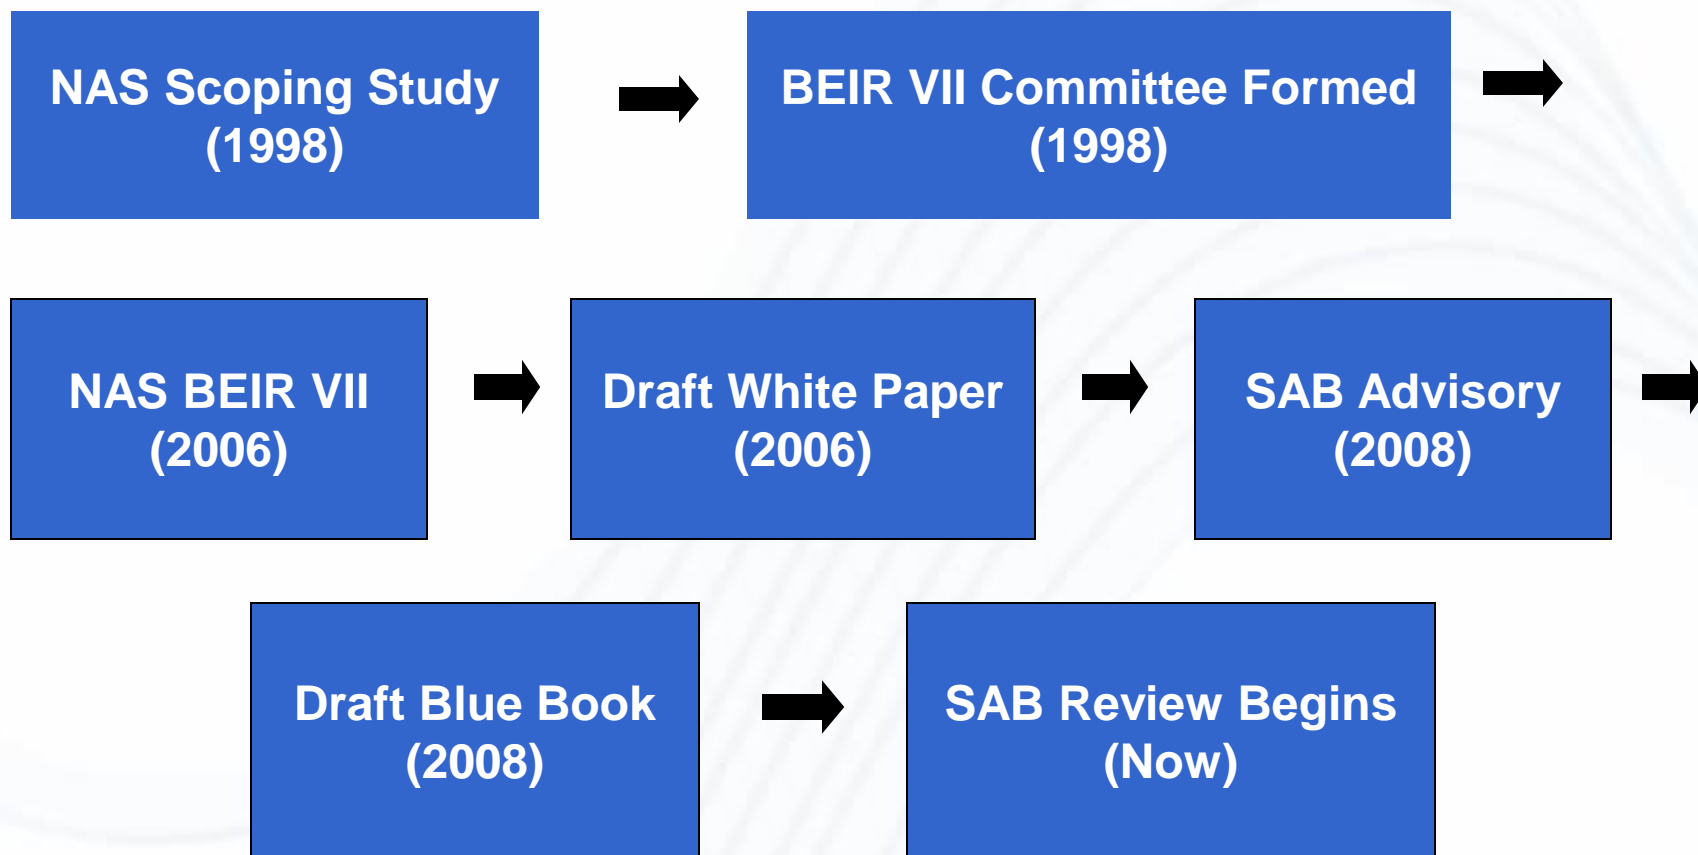 NAS Scoping Study
(1998)
BEIR VII Committee Formed
(1998)
NAS BEIR VII
(2006)
Draft White Paper
(2006)
SAB Advisory
(2008)
Draft Blue Book
(2008)
SAB Review Begins
(Now)